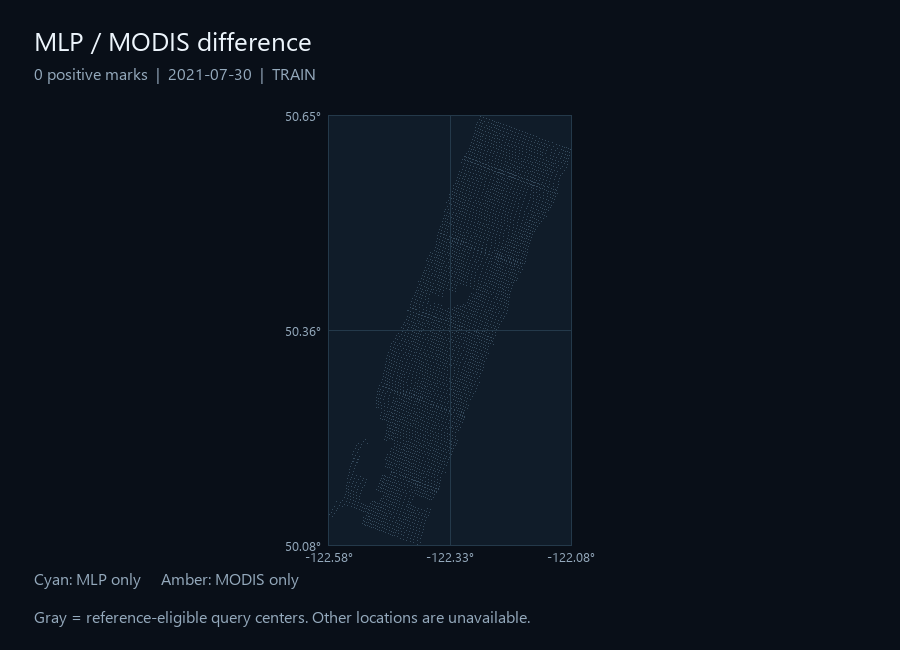 MLP / MODIS difference
0 positive marks | 2021-07-30 | TRAIN
50.65°
50.36°
50.08°
-122.58° -122.33° -122.08°
Cyan: MLP only Amber: MODIS only
Gray = reference-eligible query centers. Other locations are unavailable.